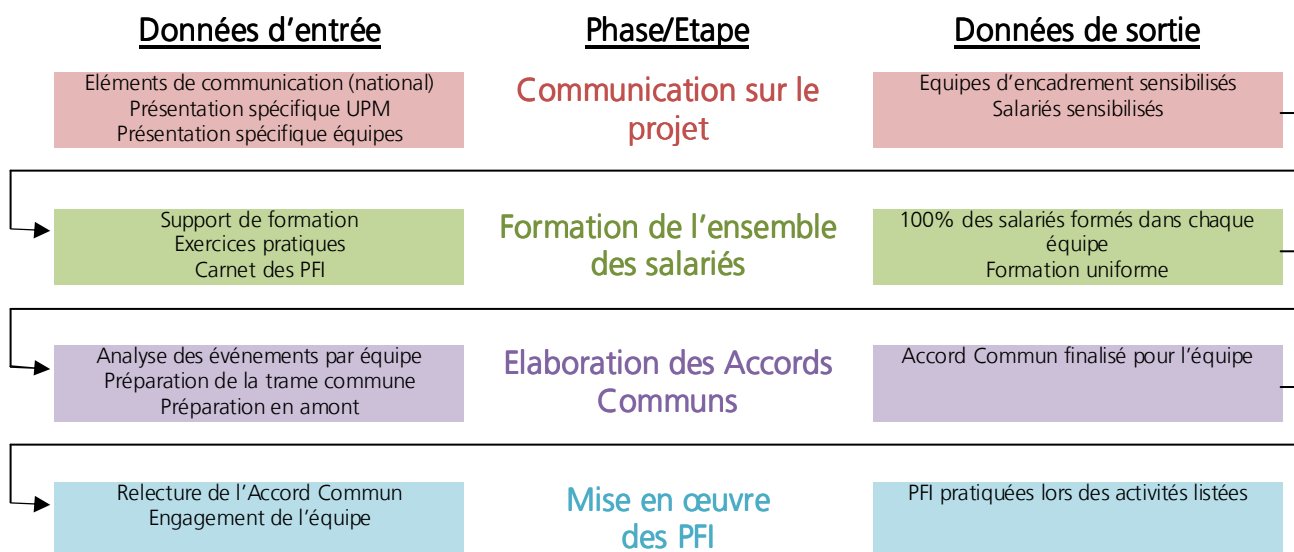 Données d'entrée
Phase/Etape
Données de sortie
Eléments de communication (national)
Présentation spécifique UPM
Présentation spécifique équipes
Communication sur le
projet
Equipes d'encadrement sensibilisés
Salariés sensibilisés
Support de formation
Exercices pratiques
Carnet des PFI
Formation de l'ensemble
des salariés
100% des salariés formés dans chaque
équipe
Formation uniforme
Analyse des événements par équipe
Préparation de la trame commune
Préparation en amont
Elaboration des Accords
Communs
Accord Commun finalisé pour l'équipe
Relecture de l'Accord Commun
Engagement de l'équipe
Mise en œuvre
des PFI
PFI pratiquées lors des activités listées